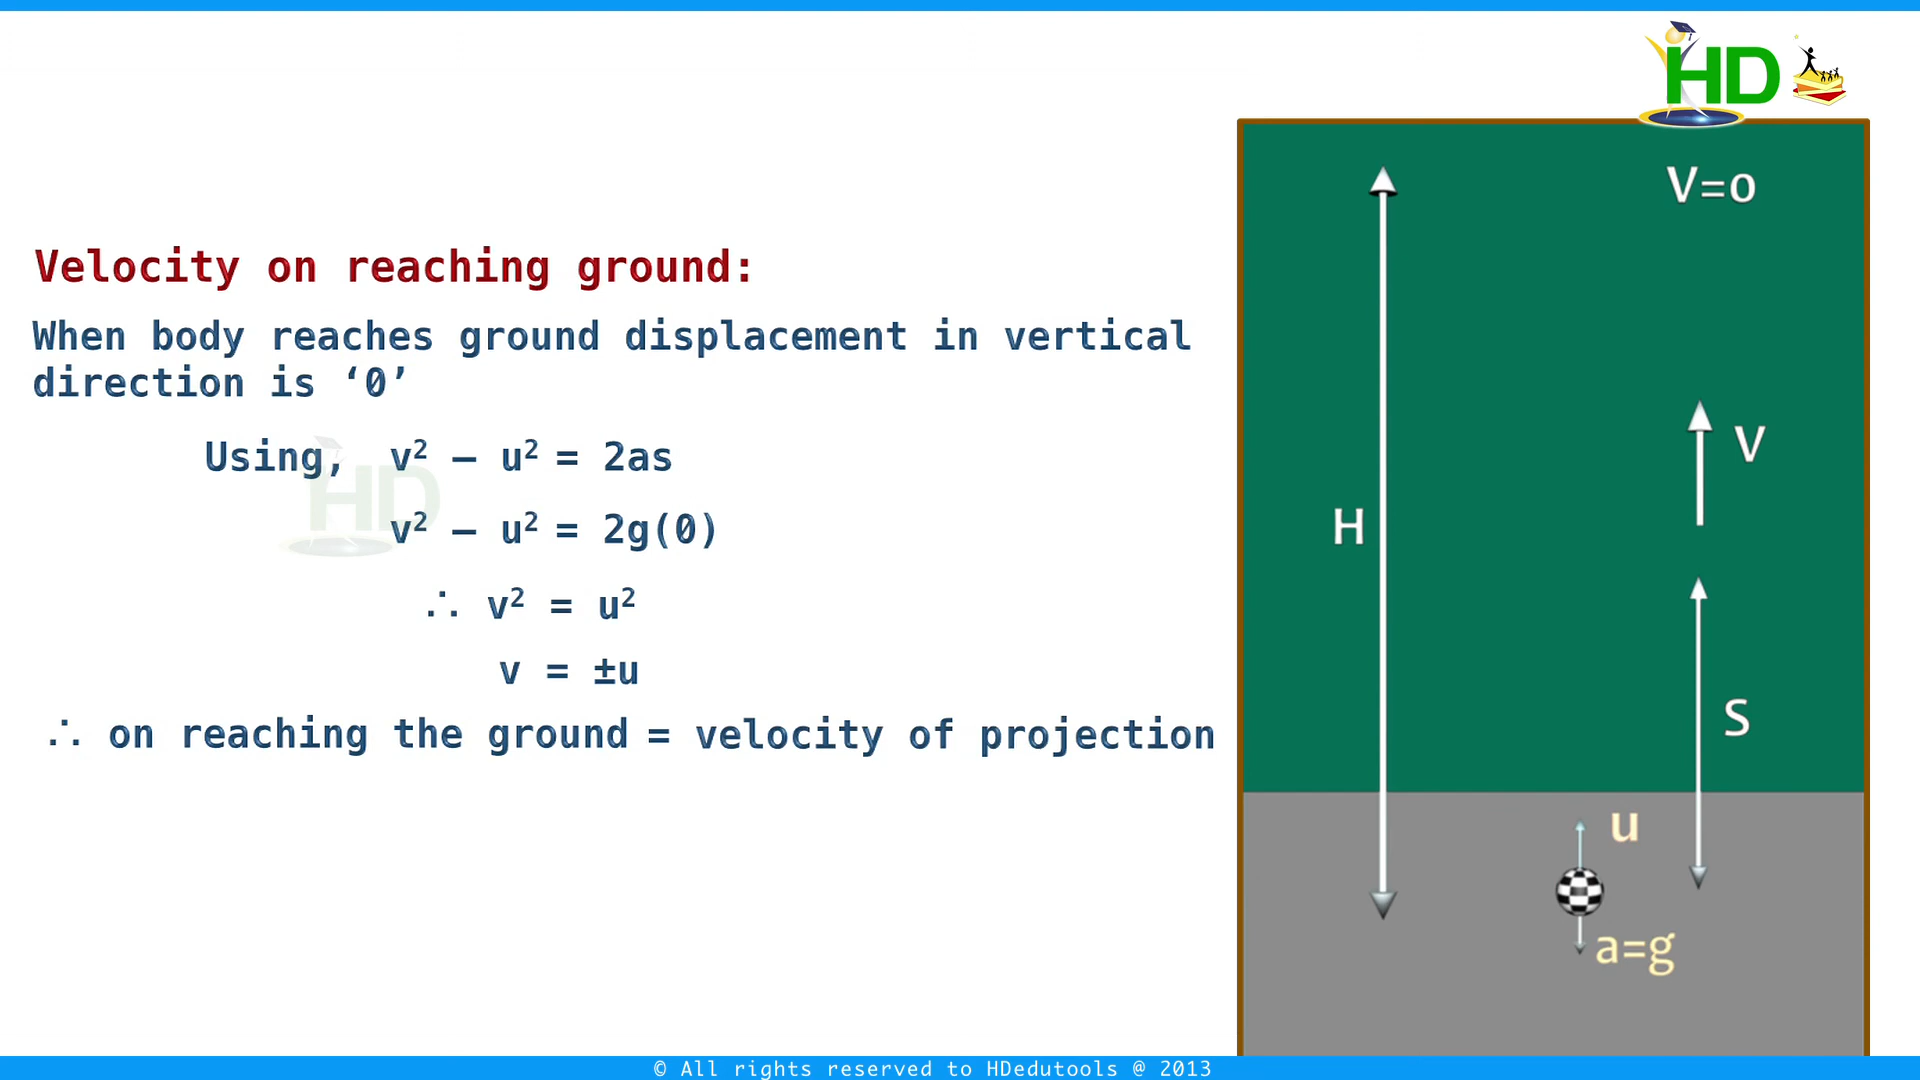 HD
V=o
Velocity on reaching ground:
When body reaches ground displacement in vertical
direction is ‘0’
Using, v² – u² = 2as
v² – u² = 2g(0)
∴ v² = u²
v = ±u
∴ on reaching the ground = velocity of projection
H
V
S
u
a=g
HD
© All rights reserved to HDedutools @ 2013